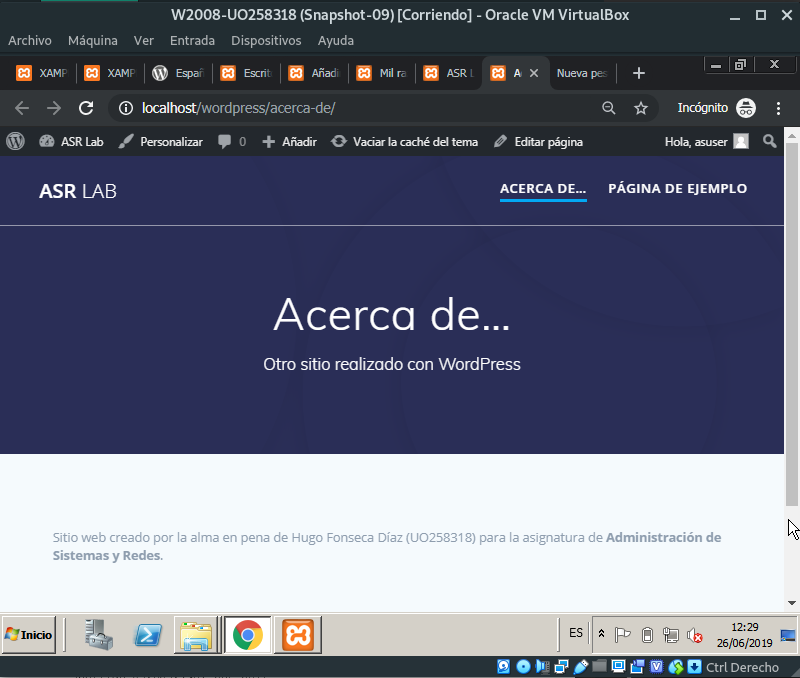 W2008-UO258318 (Snapshot-09) [Corriendo] - Oracle VM VirtualBox
Archivo Máquina Ver Entrada Dispositivos Ayuda
XAMP XAMP Españ Escrit Añadi Mil ra ASR L A Nueva pes
localhost/wordpress/acerca-de/ Incógnito
ASR Lab Personalizar 0 Añadir Vaciar la caché del tema Editar página Hola, asuser
ASR LAB ACERCA DE... PÁGINA DE EJEMPLO
Acerca de...
Otro sitio realizado con WordPress
Sitio web creado por la alma en pena de Hugo Fonseca Díaz (UO258318) para la asignatura de Administración de
Sistemas y Redes.
Inicio ES 12:29
26/06/2019
Ctrl Derecho